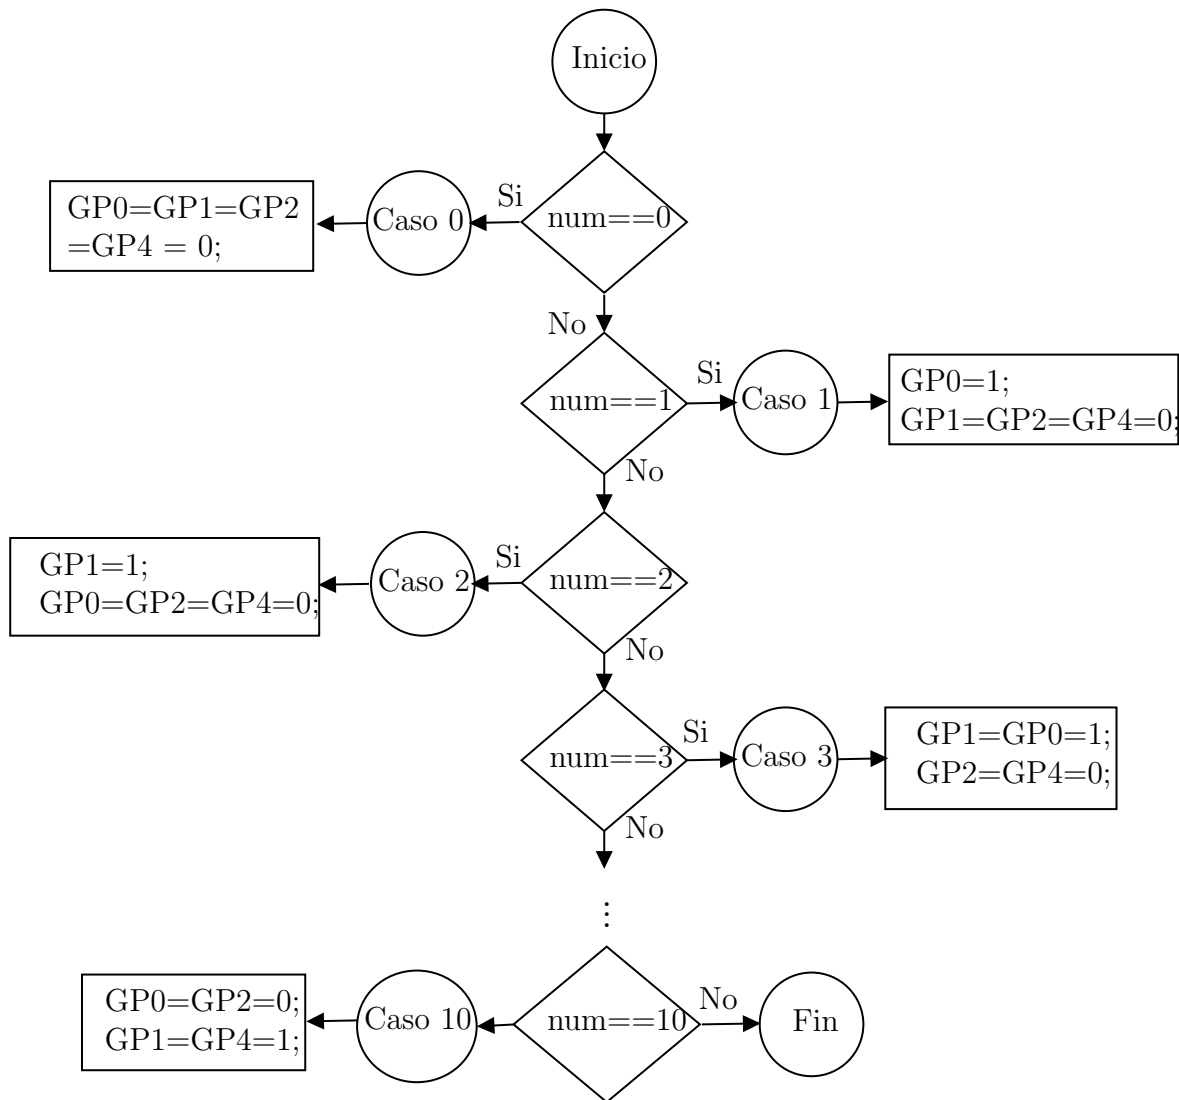 Inicio
num==0
Si
Caso 0
GP0=GP1=GP2
=GP4 = 0;
No
num==1
Si
Caso 1
GP0=1;
GP1=GP2=GP4=0;
No
num==2
Si
Caso 2
GP1=1;
GP0=GP2=GP4=0;
No
num==3
Si
Caso 3
GP1=GP0=1;
GP2=GP4=0;
No
⋮
num==10
Caso 10
GP0=GP2=0;
GP1=GP4=1;
No
Fin